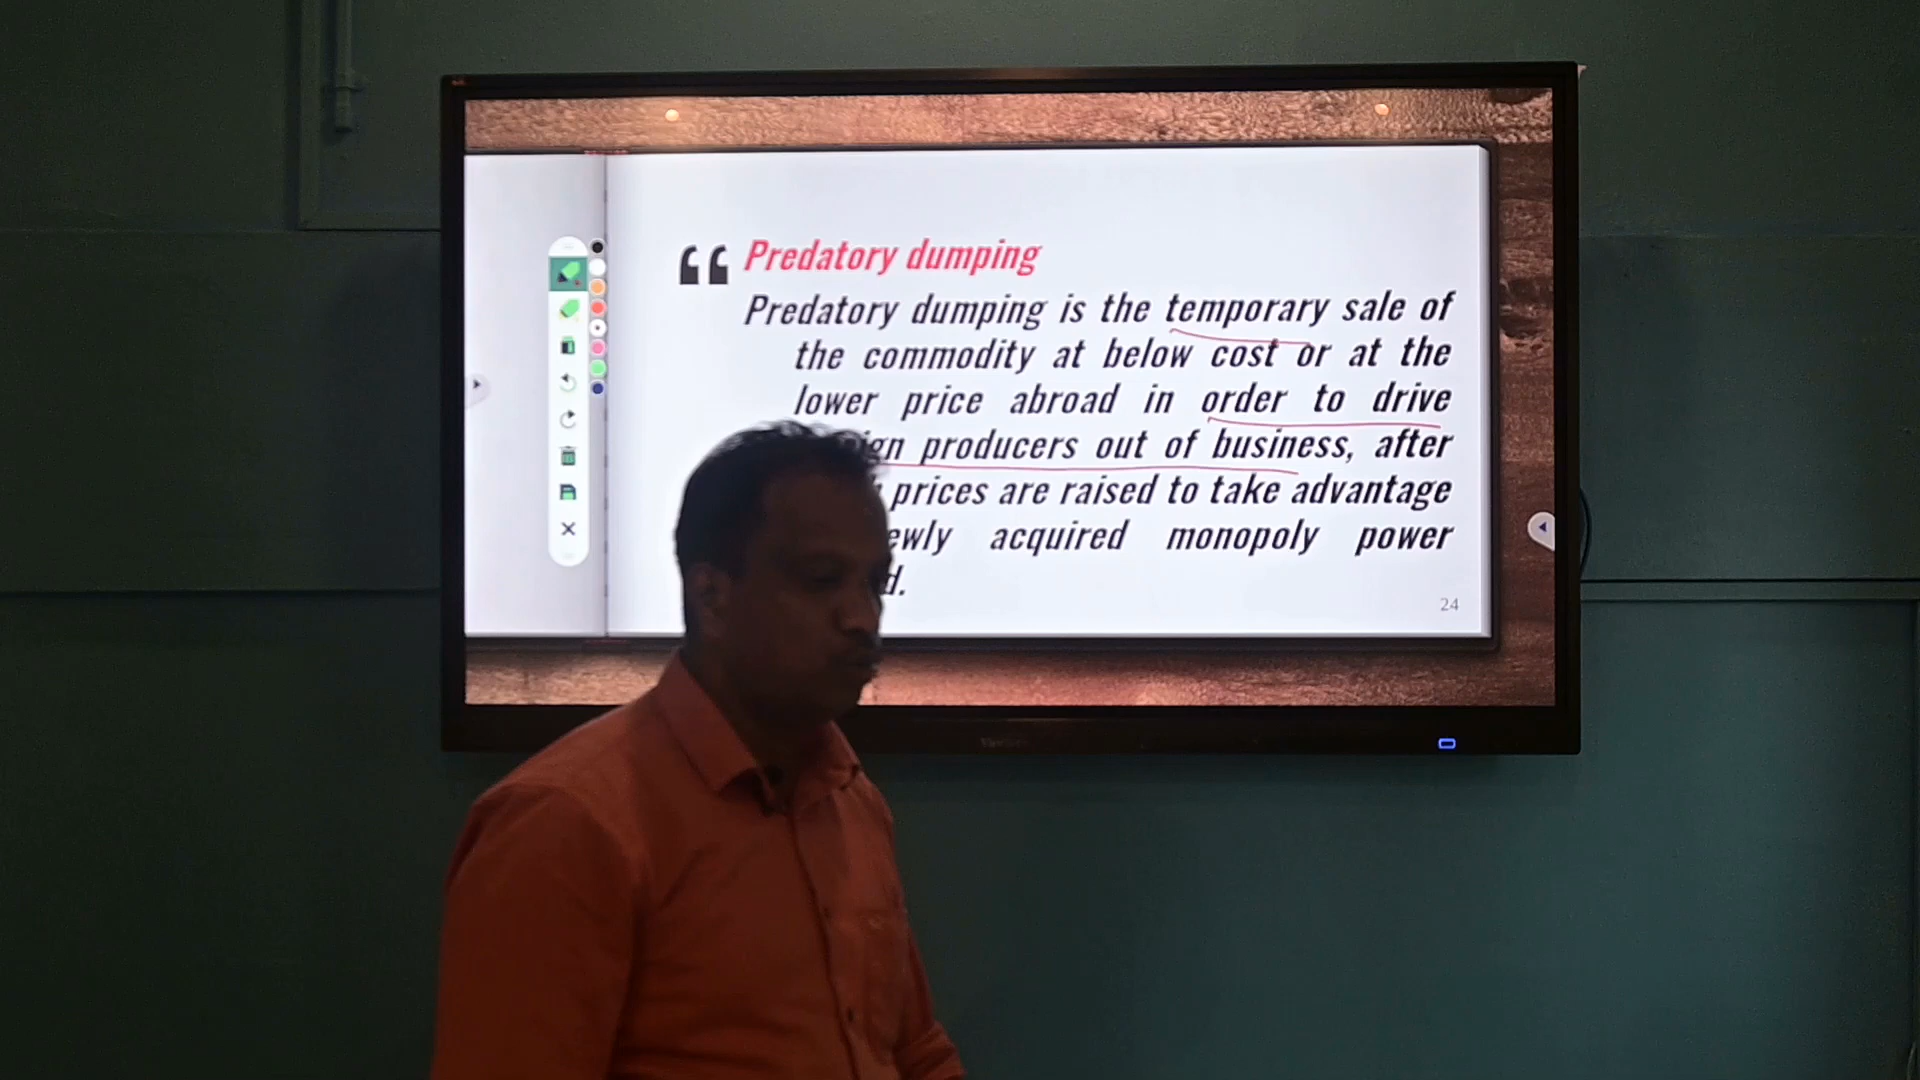 Predatory dumping
Predatory dumping is the temporary sale of
the commodity at below cost or at the
lower price abroad in order to drive
producers out of business, after
prices are raised to take advantage
acquired monopoly power
24